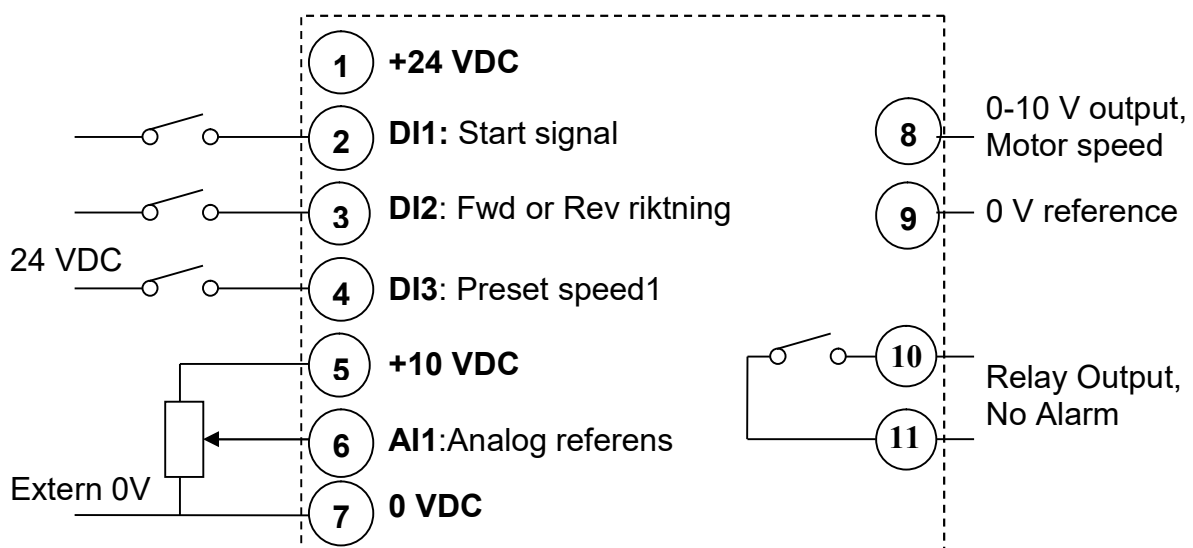 1 +24 VDC
2 DI1: Start signal
3 DI2: Fwd or Rev riktning
24 VDC
4 DI3: Preset speed1
5 +10 VDC
6 AI1:Analog referens
Extern 0V
7 0 VDC
8 0-10 V output,
Motor speed
9 0 V reference
10
Relay Output,
No Alarm
11